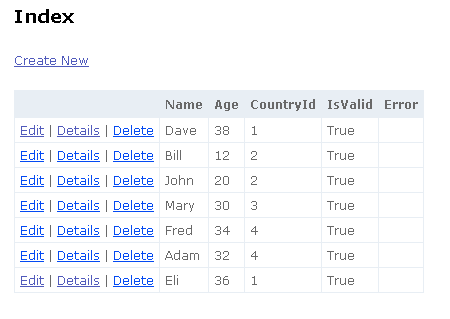 Index
Create New
Name Age CountryId IsValid Error
Edit | Details | Delete Dave 38 1 True
Edit | Details | Delete Bill 12 2 True
Edit | Details | Delete John 20 2 True
Edit | Details | Delete Mary 30 3 True
Edit | Details | Delete Fred 34 4 True
Edit | Details | Delete Adam 32 4 True
Edit | Details | Delete Eli 36 1 True